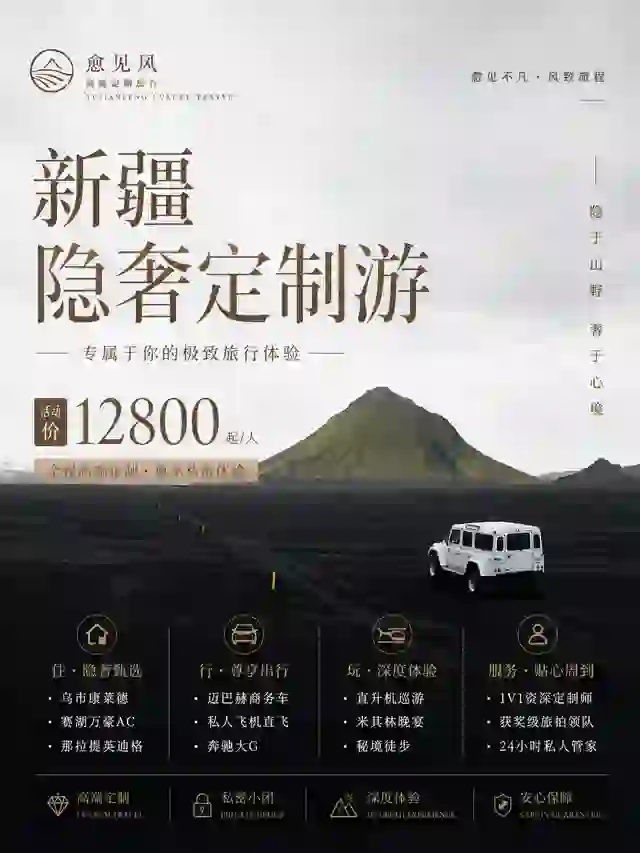 愈见风
高端定制旅行
愈见不凡·风致旅程
新疆
隐奢定制游
专属于你的极致旅行体验
隐于山野 奢于心境
活动价 12800 起/人
住·隐奢甄选
乌市康莱德
赛湖万豪AC
那拉提英迪格
行·尊享出行
迈巴赫商务车
私人飞机直飞
奔驰大G
玩·深度体验
直升机巡游
米其林晚宴
秘境徒步
服务·贴心周到
1V1资深定制师
获奖级旅拍领队
24小时私人管家
高端定制
私密小团
深度体验
安心保障